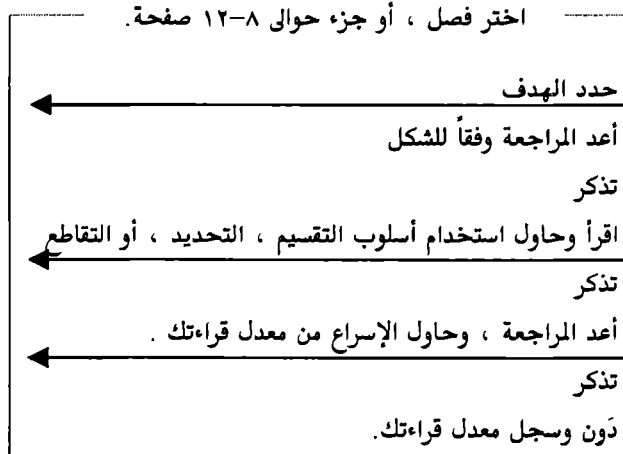 اختر فصل ، أو جزء حوالى ٨-١٢ صفحة.
حدد الهدف
أعد المراجعة وفقاً للشكل
تذكر
اقرأ وحاول استخدام أسلوب التقسيم ، التحديد ، أو التقاطع
تذكر
أعد المراجعة ، وحاول الإسراع من معدل قراءتك .
تذكر
دَون وسجل معدل قراءتك.